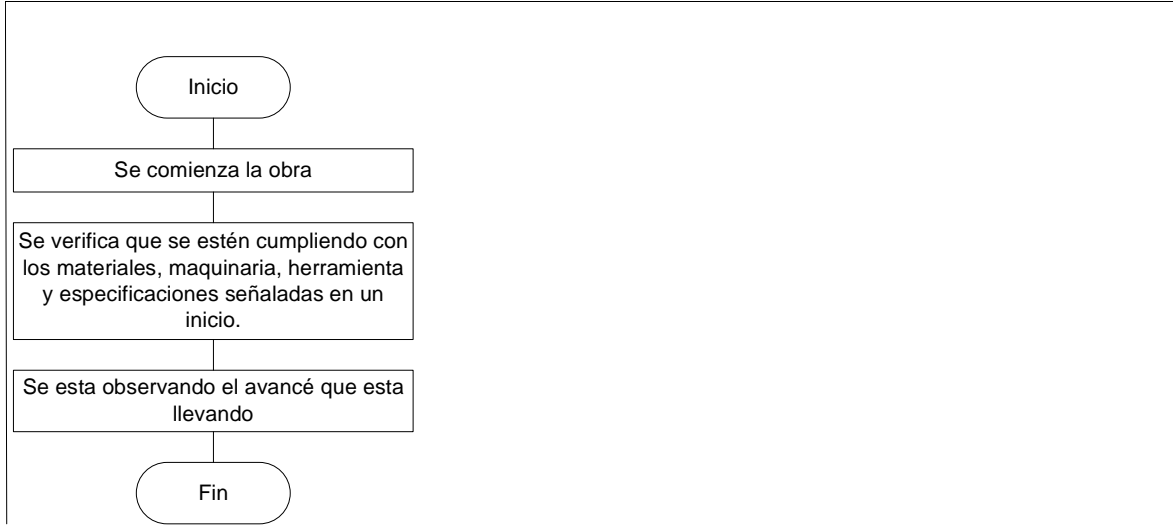 Inicio
Se comienza la obra
Se verifica que se estén cumpliendo con
los materiales, maquinaria, herramienta
y especificaciones señaladas en un
inicio.
Se esta observando el avancé que esta
llevando
Fin